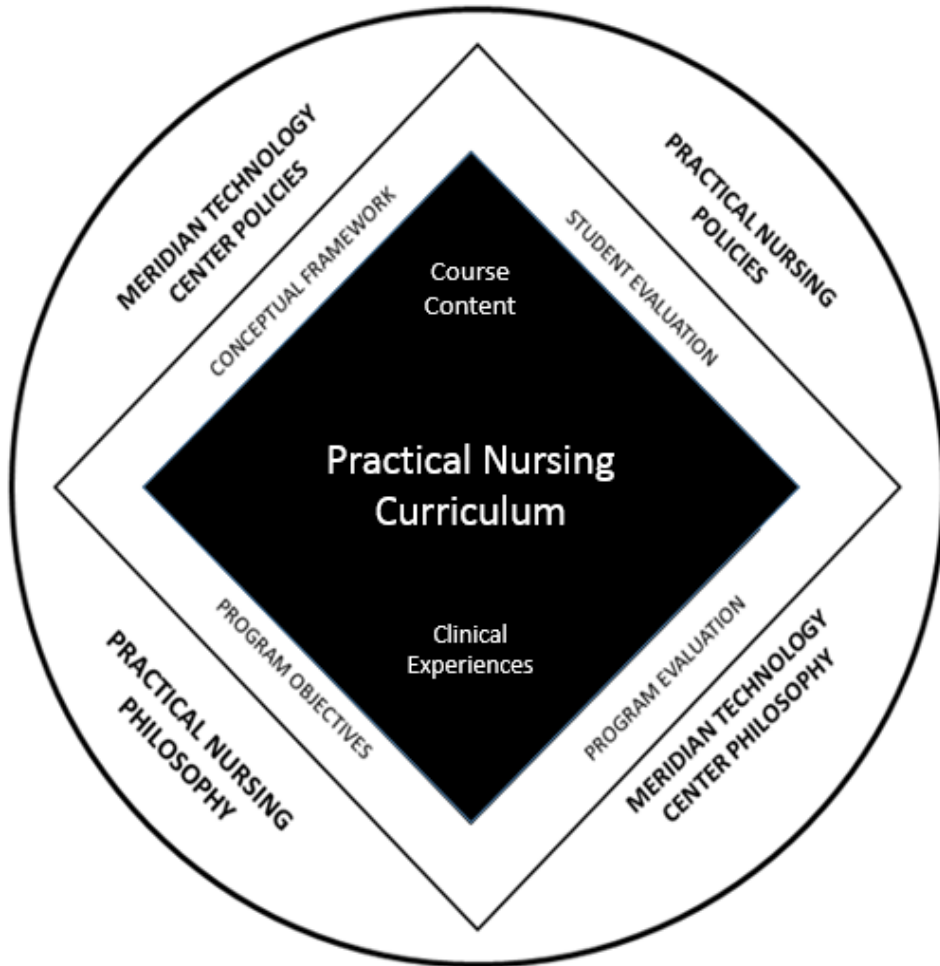 MERIDIAN TECHNOLOGY
CENTER POLICIES
PRACTICAL NURSING
POLICIES
CONCEPTUAL FRAMEWORK
STUDENT EVALUATION
Course
Content
Practical Nursing
Curriculum
Clinical
Experiences
PROGRAM OBJECTIVES
PROGRAM EVALUATION
PRACTICAL NURSING
PHILOSOPHY
MERIDIAN TECHNOLOGY
CENTER PHILOSOPHY